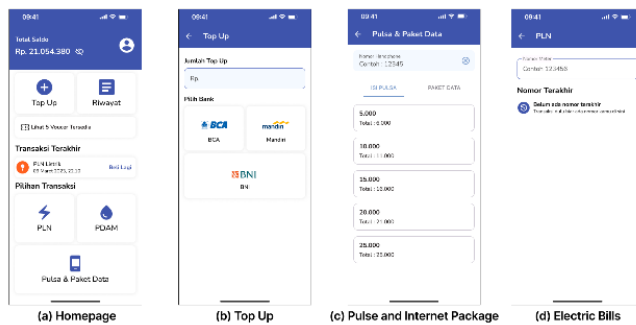 09:41
Total Saldo
Rp. 21.054.380
Top Up
Riwayat
Lihat 5 Voucer Tersedia
Transaksi Terakhir
PLN Listrik
Beli Lagi
Pilihan Transaksi
PLN
PDAM
Pulsa & Paket Data
(a) Homepage
09:41
Top Up
Jumlah Top Up
Rp.
Pilih Bank
BCA
BCA
mandiri
Mandiri
BNI
BNI
(b) Top Up
09:41
Pulsa & Paket Data
Nomor Handphone
Contoh : 12345
ISI PULSA
PAKET DATA
5.000
Total : 6.000
10.000
Total : 11.000
15.000
Total : 16.000
20.000
Total : 21.000
25.000
Total : 26.000
(c) Pulse and Internet Package
09:41
PLN
Contoh 123456
Nomor Terakhir
Belum ada nomor terakhir
(d) Electric Bills